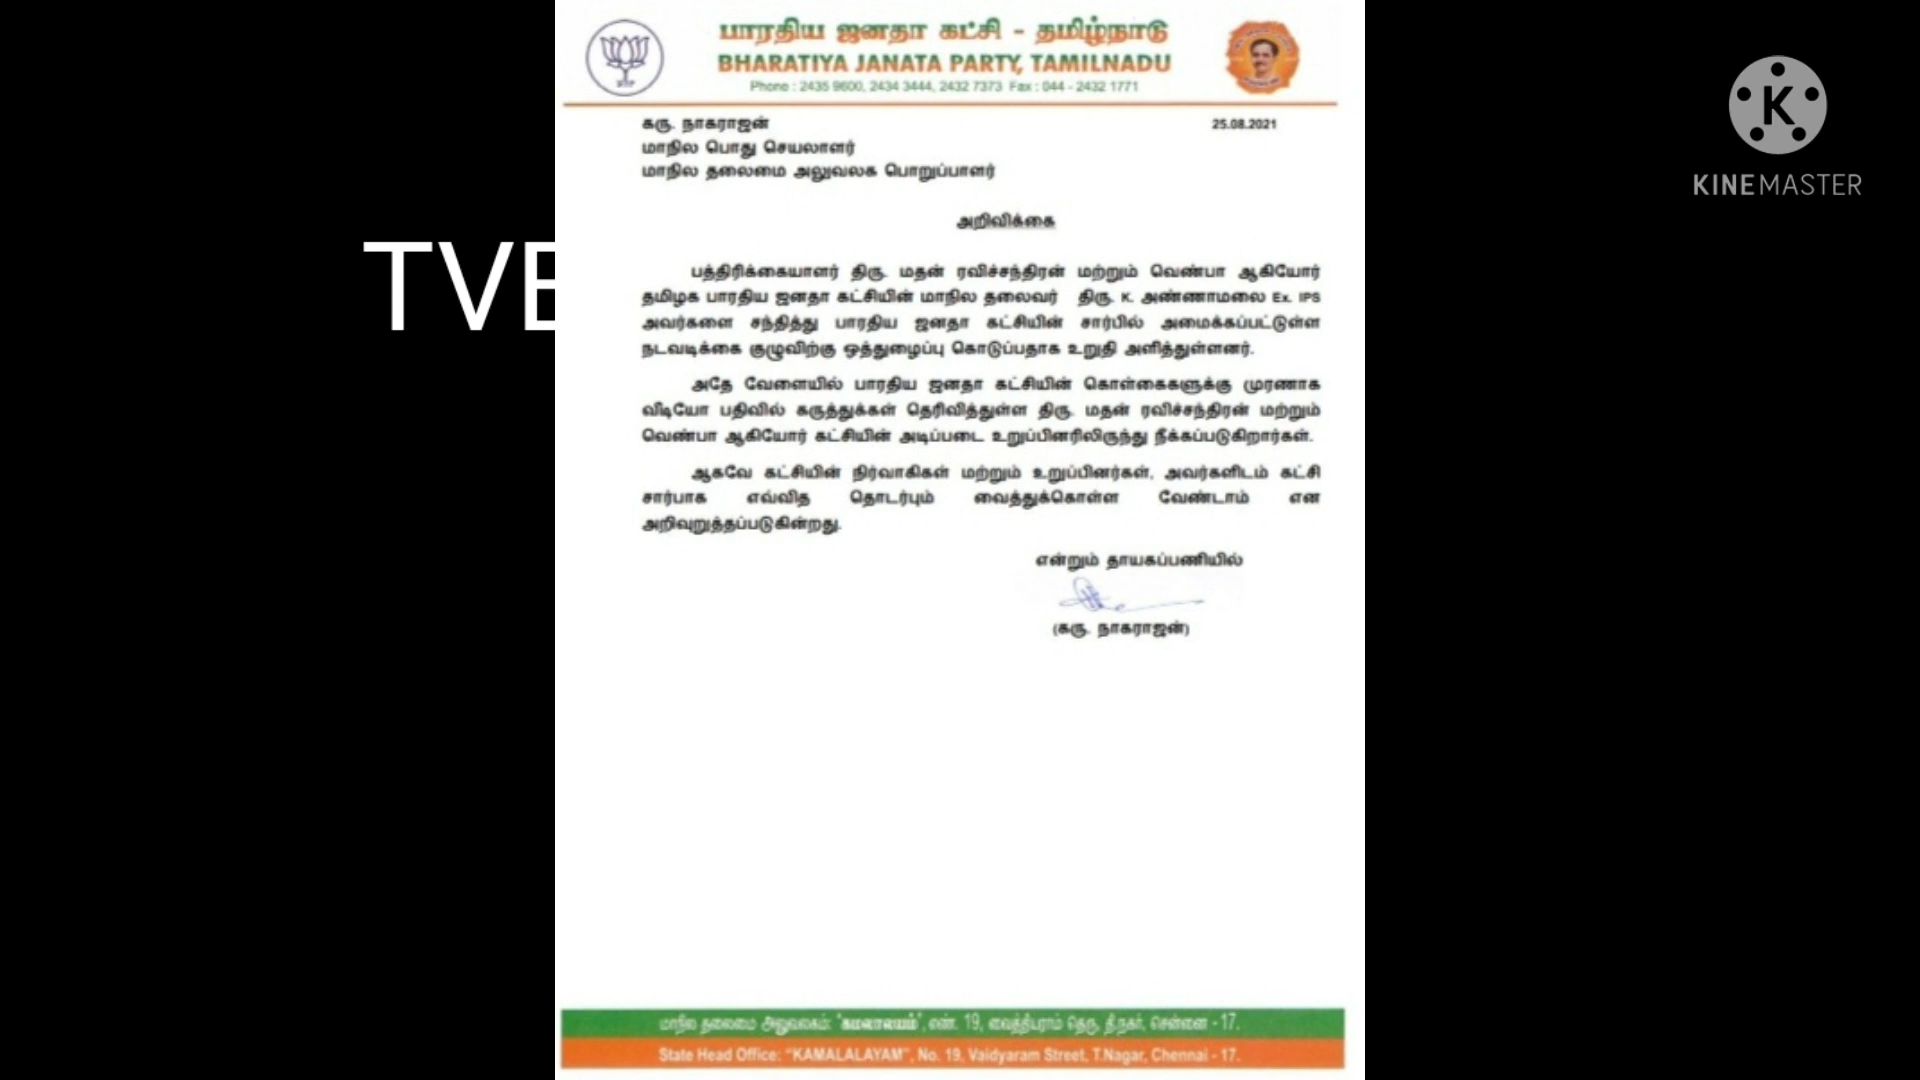 பாரதிய ஜனதா கட்சி - தமிழ்நாடு
BHARATIYA JANATA PARTY, TAMILNADU
Phone : 2435 9600, 2434 3444, 2432 7373 Fax : 044 - 2432 1771
கரு. நாகராஜன் 25.08.2021
மாநில பொது செயலாளர்
மாநில தலைமை அலுவலக பொறுப்பாளர்
அறிவிக்கை
பத்திரிக்கையாளர் திரு. மதன் ரவிச்சந்திரன் மற்றும் வெண்பா ஆகியோர்
தமிழக பாரதிய ஜனதா கட்சியின் மாநில தலைவர் திரு. K. அண்ணாமலை Ex. IPS
அவர்களை சந்தித்து பாரதிய ஜனதா கட்சியின் சார்பில் அமைக்கப்பட்டுள்ள
நடவடிக்கை குழுவிற்கு ஒத்துழைப்பு கொடுப்பதாக உறுதி அளித்துள்ளனர்.
அதே வேளையில் பாரதிய ஜனதா கட்சியின் கொள்கைகளுக்கு முரணாக
வீடியோ பதிவில் கருத்துக்கள் தெரிவித்துள்ள திரு. மதன் ரவிச்சந்திரன் மற்றும்
வெண்பா ஆகியோர் கட்சியின் அடிப்படை உறுப்பினரிலிருந்து நீக்கப்படுகிறார்கள்.
ஆகவே கட்சியின் நிர்வாகிகள் மற்றும் உறுப்பினர்கள், அவர்களிடம் கட்சி
சார்பாக எவ்வித தொடர்பும் வைத்துக்கொள்ள வேண்டாம் என
அறிவுறுத்தப்படுகின்றது.
என்றும் தாயகப்பணியில்
(கரு. நாகராஜன்)
மாநில தலைமை அலுவலகம்: "கமலாலயம்", எண். 19, வைத்தியராம் தெரு, தி.நகர், சென்னை - 17.
State Head Office: "KAMALALAYAM", No. 19, Vaidyaram Street, T.Nagar, Chennai - 17.
TVE
K
KINEMASTER